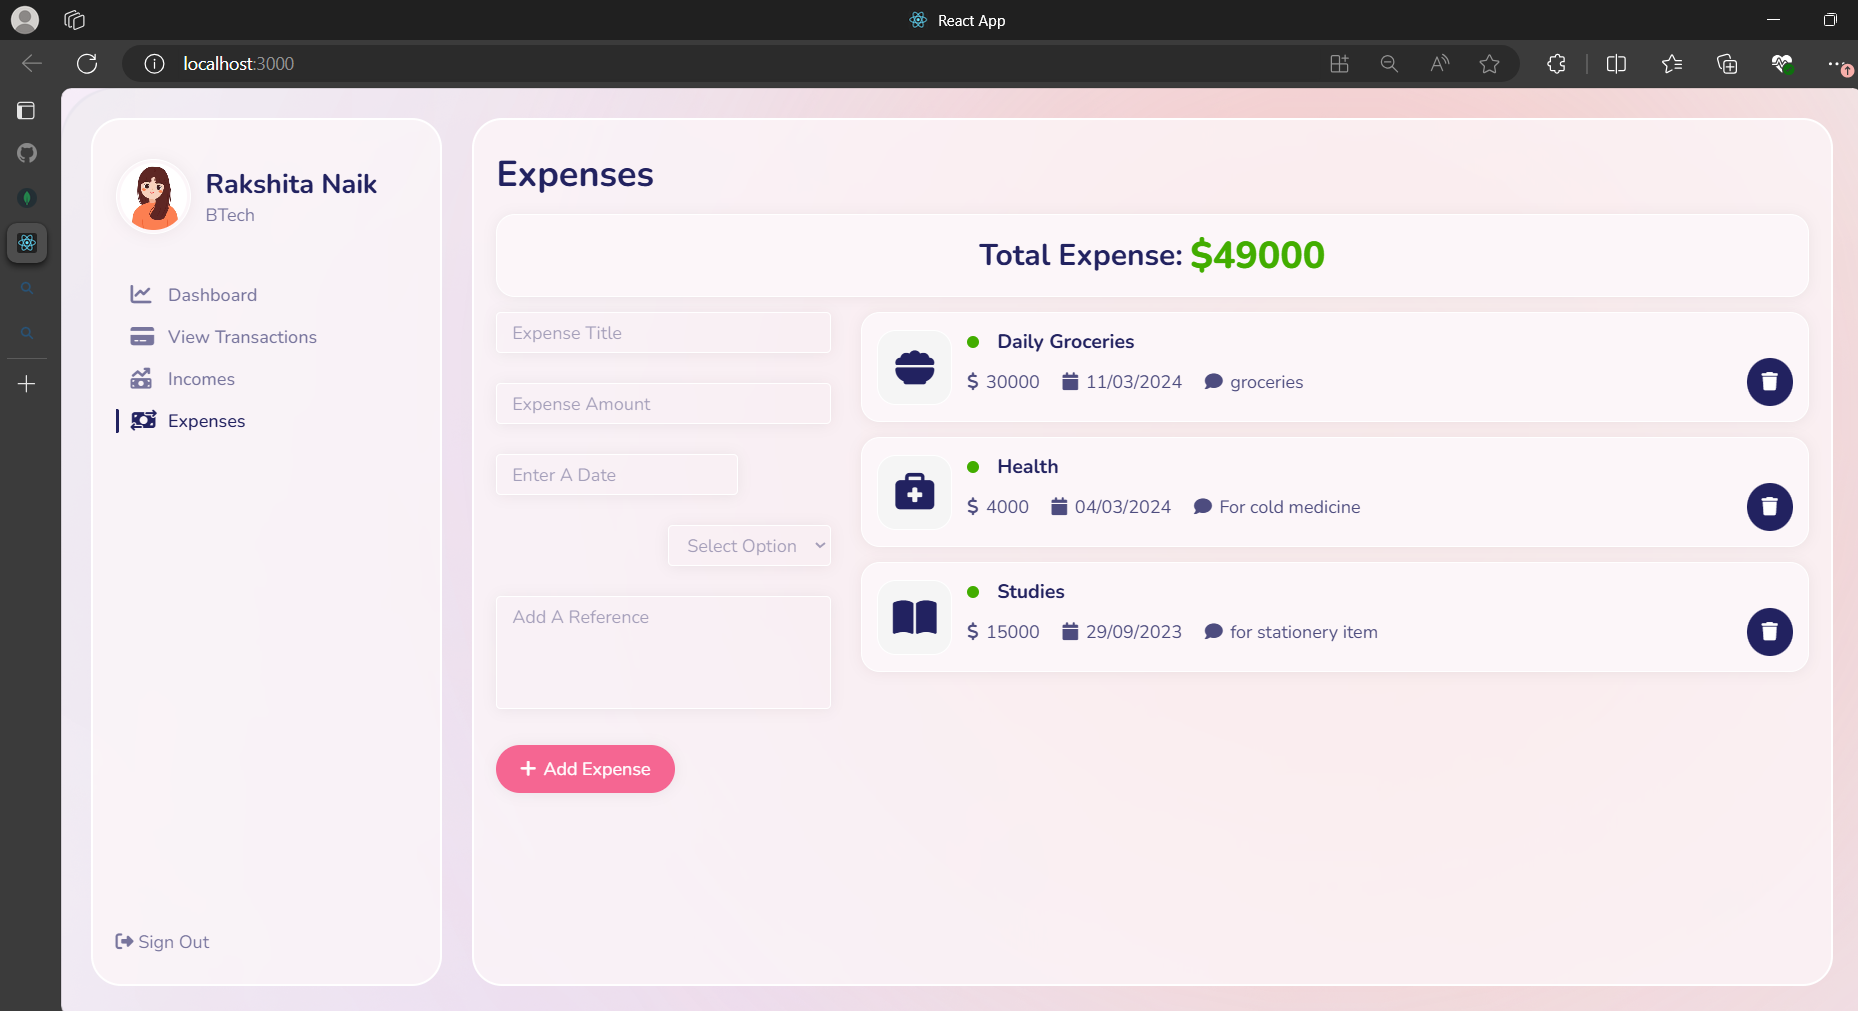 React App
localhost:3000
Rakshita Naik
BTech
Dashboard
View Transactions
Incomes
Expenses
Sign Out
Expenses
Total Expense: $49000
Expense Title
Expense Amount
Enter A Date
Select Option
Add A Reference
+ Add Expense
Daily Groceries
$ 30000 11/03/2024 groceries
Health
$ 4000 04/03/2024 For cold medicine
Studies
$ 15000 29/09/2023 for stationery item